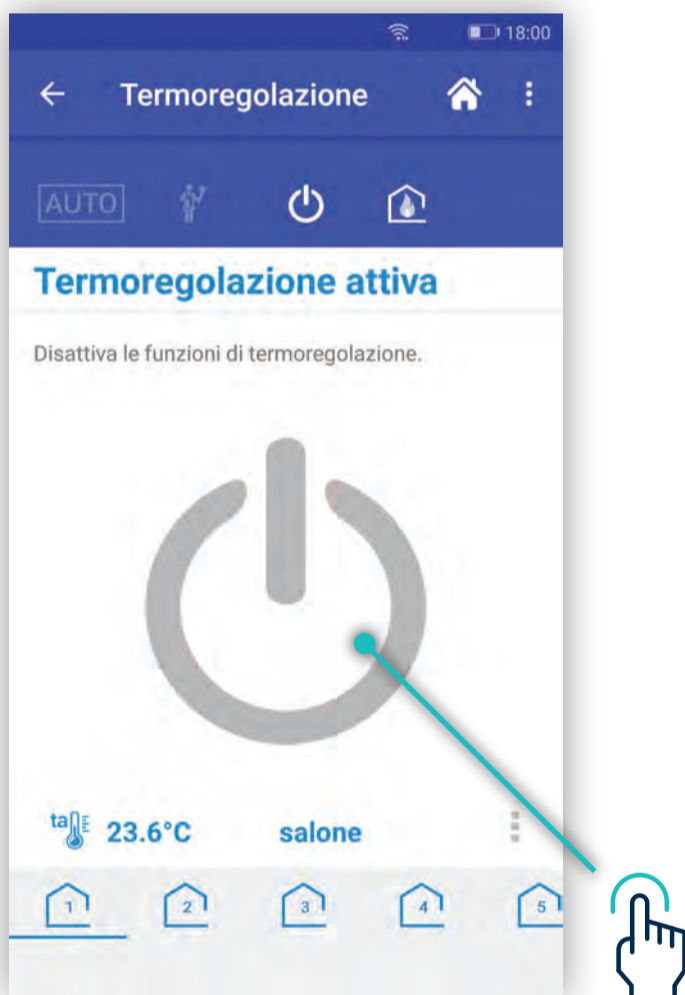 18:00
Termoregolazione
AUTO
Termoregolazione attiva
Disattiva le funzioni di termoregolazione.
ta 23.6°C salone
1 2 3 4 5